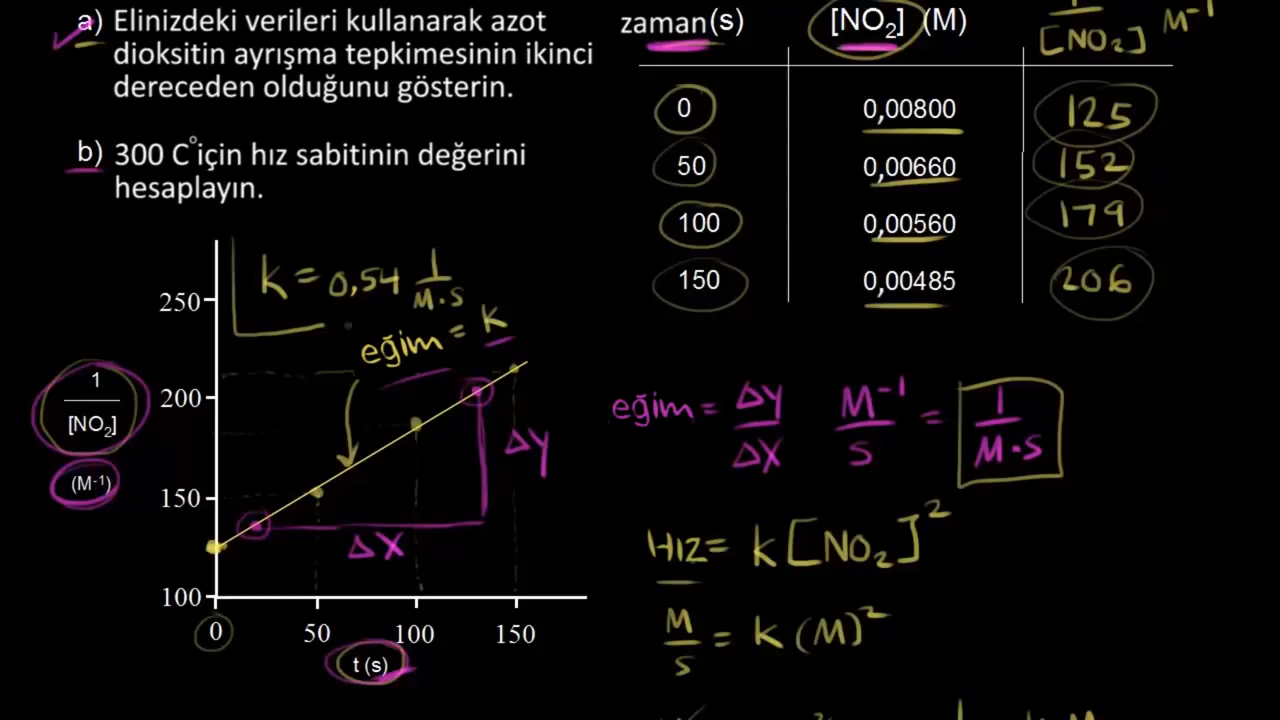 a) Elinizdeki verileri kullanarak azot
dioksitin ayrışma tepkimesinin ikinci
dereceden olduğunu gösterin.
b) 300 C° için hız sabitinin değerini
hesaplayın.
zaman (s) [NO₂] (M) 1/[NO₂] M⁻¹
0 0,00800 125
50 0,00660 152
100 0,00560 179
150 0,00485 206
k = 0,54 1/M·s
eğim = k
250
200
150
100
1/[NO₂]
(M⁻¹)
ΔY
ΔX
0 50 100 150
t (s)
eğim = ΔY/ΔX M⁻¹/s = 1/M·s
HIZ = k [NO₂]²
M/s = k (M)²